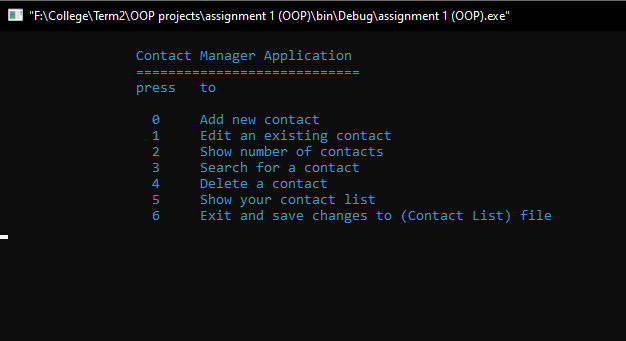 "F:\College\Term2\OOP projects\assignment 1 (OOP)\bin\Debug\assignment 1 (OOP).exe"
Contact Manager Application
============================
press to
0 Add new contact
1 Edit an existing contact
2 Show number of contacts
3 Search for a contact
4 Delete a contact
5 Show your contact list
6 Exit and save changes to (Contact List) file